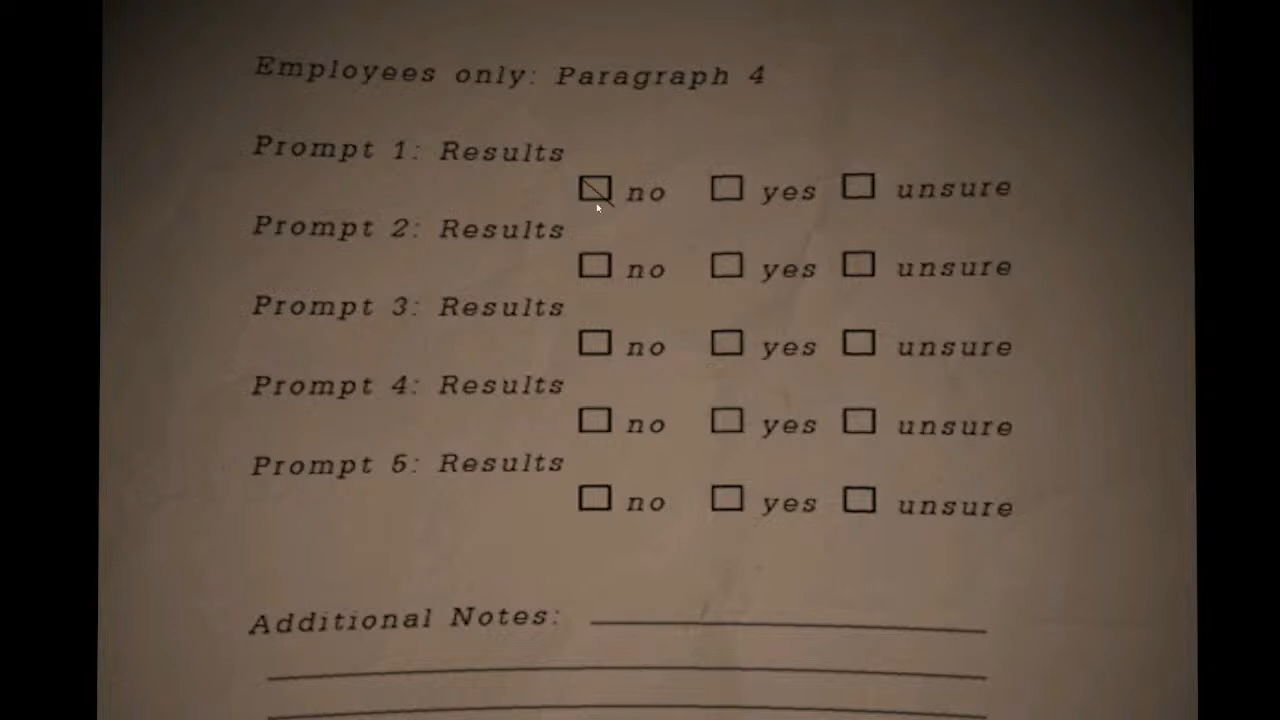 Employees only: Paragraph 4
Prompt 1: Results
no yes unsure
Prompt 2: Results
no yes unsure
Prompt 3: Results
no yes unsure
Prompt 4: Results
no yes unsure
Prompt 5: Results
no yes unsure
Additional Notes: